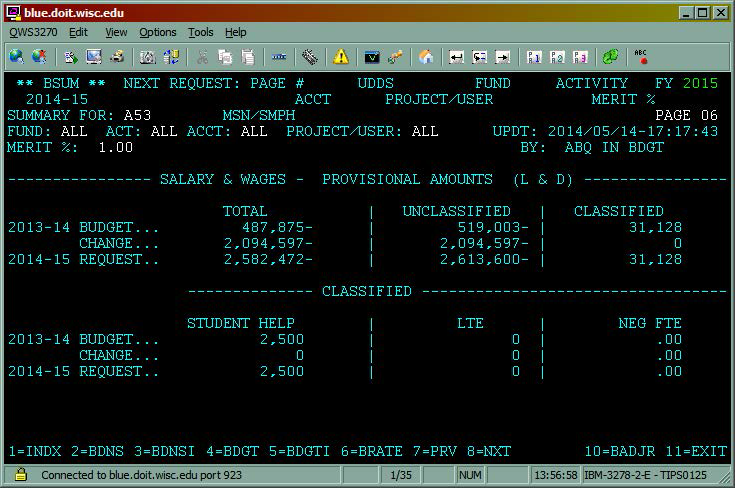 blue.doit.wisc.edu
QWS3270 Edit View Options Tools Help
PA1 PA2 PA3 ABC
** BSUM ** NEXT REQUEST: PAGE # UDDS FUND ACTIVITY FY 2015
2014-15 ACCT PROJECT/USER MERIT %
SUMMARY FOR: A53 MSN/SMPH PAGE 06
FUND: ALL ACT: ALL ACCT: ALL PROJECT/USER: ALL UPDT: 2014/05/14-17:17:43
MERIT %: 1.00 BY: ABQ IN BDGT
---------------- SALARY & WAGES - PROVISIONAL AMOUNTS (L & D) ----------------
TOTAL | UNCLASSIFIED | CLASSIFIED
2013-14 BUDGET... 487,875- | 519,003- | 31,128
CHANGE... 2,094,597- | 2,094,597- | 0
2014-15 REQUEST.. 2,582,472- | 2,613,600- | 31,128
-------------- CLASSIFIED ----------------------------------
STUDENT HELP | LTE | NEG FTE
2013-14 BUDGET... 2,500 | 0 | .00
CHANGE... 0 | 0 | .00
2014-15 REQUEST.. 2,500 | 0 | .00
1=INDX 2=BDNS 3=BDNSI 4=BDGT 5=BDGTI 6=BRATE 7=PRV 8=NXT 10=BADJR 11=EXIT
Connected to blue.doit.wisc.edu port 923 1/35 NUM 13:56:58 IBM-3278-2-E - TIPS0125